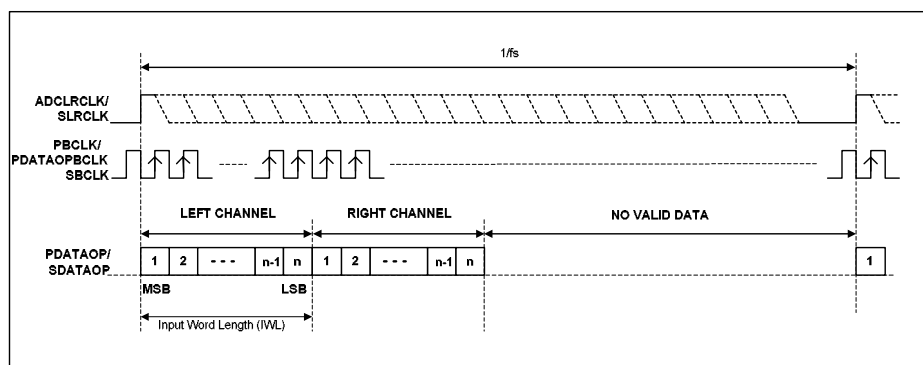 1/fs
ADCLRCLK/
SLRCLK
PBCLK/
PDATAOPBCLK
SBCLK
LEFT CHANNEL RIGHT CHANNEL NO VALID DATA
PDATAOP/
SDATAOP
1 2 - - - n-1 n 1 2 - - - n-1 n 1
MSB LSB
Input Word Length (IWL)